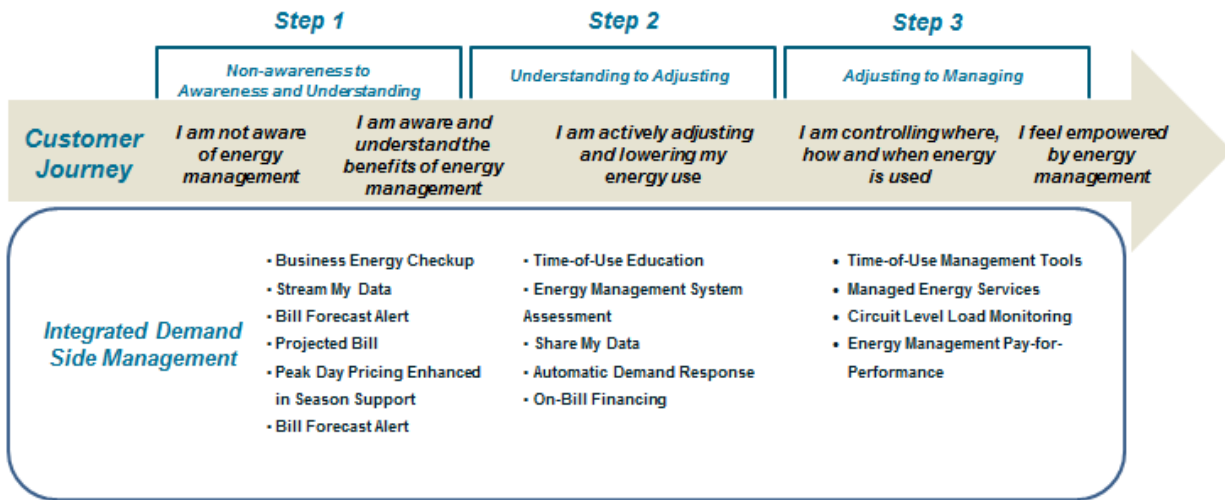 Step 1
Step 2
Step 3
Non-awareness to
Awareness and Understanding
Understanding to Adjusting
Adjusting to Managing
Customer
Journey
I am not aware
of energy
management
I am aware and
understand the
benefits of energy
management
I am actively adjusting
and lowering my
energy use
I am controlling where,
how and when energy
is used
I feel empowered
by energy
management
Integrated Demand
Side Management
• Business Energy Checkup
• Stream My Data
• Bill Forecast Alert
• Projected Bill
• Peak Day Pricing Enhanced
in Season Support
• Bill Forecast Alert
• Time-of-Use Education
• Energy Management System
Assessment
• Share My Data
• Automatic Demand Response
• On-Bill Financing
• Time-of-Use Management Tools
• Managed Energy Services
• Circuit Level Load Monitoring
• Energy Management Pay-for-
Performance